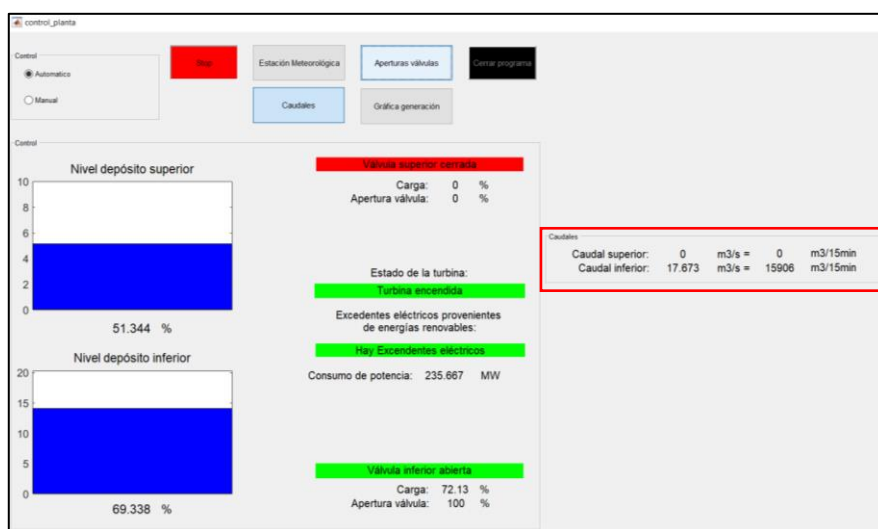 control_planta
Control
Automatico
Manual
Stop
Estación Meteorológica
Aperturas válvulas
Cerrar programa
Caudales
Gráfica generación
Control
Nivel depósito superior
10
8
6
4
2
0
51.344 %
Nivel depósito inferior
20
15
10
5
0
69.338 %
Válvula superior cerrada
Carga: 0 %
Apertura válvula: 0 %
Estado de la turbina:
Turbina encendida
Excedentes eléctricos provenientes
de energías renovables:
Hay Excendentes eléctricos
Consumo de potencia: 235.667 MW
Válvula inferior abierta
Carga: 72.13 %
Apertura válvula: 100 %
Caudales
Caudal superior: 0 m3/s = 0 m3/15min
Caudal inferior: 17.673 m3/s = 15906 m3/15min